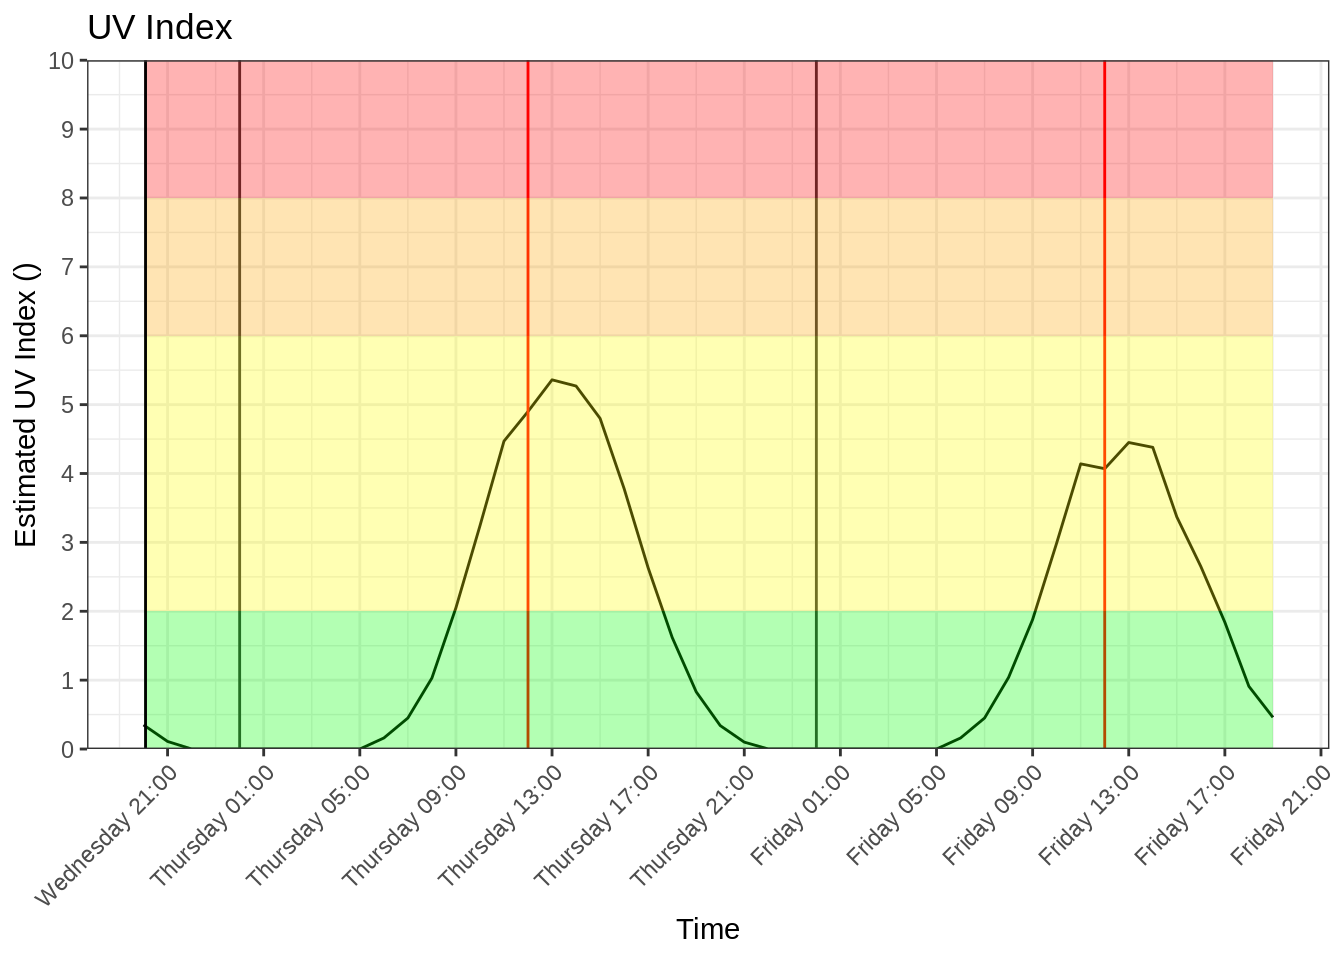 UV Index
Estimated UV Index ()
10
9
8
7
6
5
4
3
2
1
0
Wednesday 21:00
Thursday 01:00
Thursday 05:00
Thursday 09:00
Thursday 13:00
Thursday 17:00
Thursday 21:00
Friday 01:00
Friday 05:00
Friday 09:00
Friday 13:00
Friday 17:00
Friday 21:00
Time